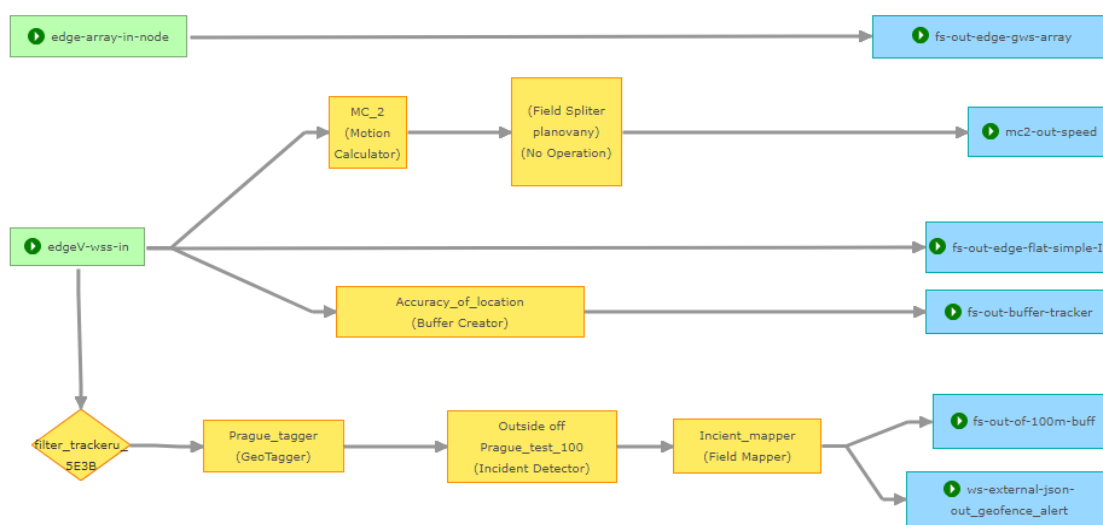 edge-array-in-node
fs-out-edge-gws-array
MC_2
(Motion
Calculator)
(Field Spliter
planovany)
(No Operation)
mc2-out-speed
edgeV-wss-in
fs-out-edge-flat-simple-I
Accuracy_of_location
(Buffer Creator)
fs-out-buffer-tracker
filter_trackeru_
5E3B
Prague_tagger
(GeoTagger)
Outside off
Prague_test_100
(Incident Detector)
Incient_mapper
(Field Mapper)
fs-out-of-100m-buff
ws-external-json-
out_geofence_alert